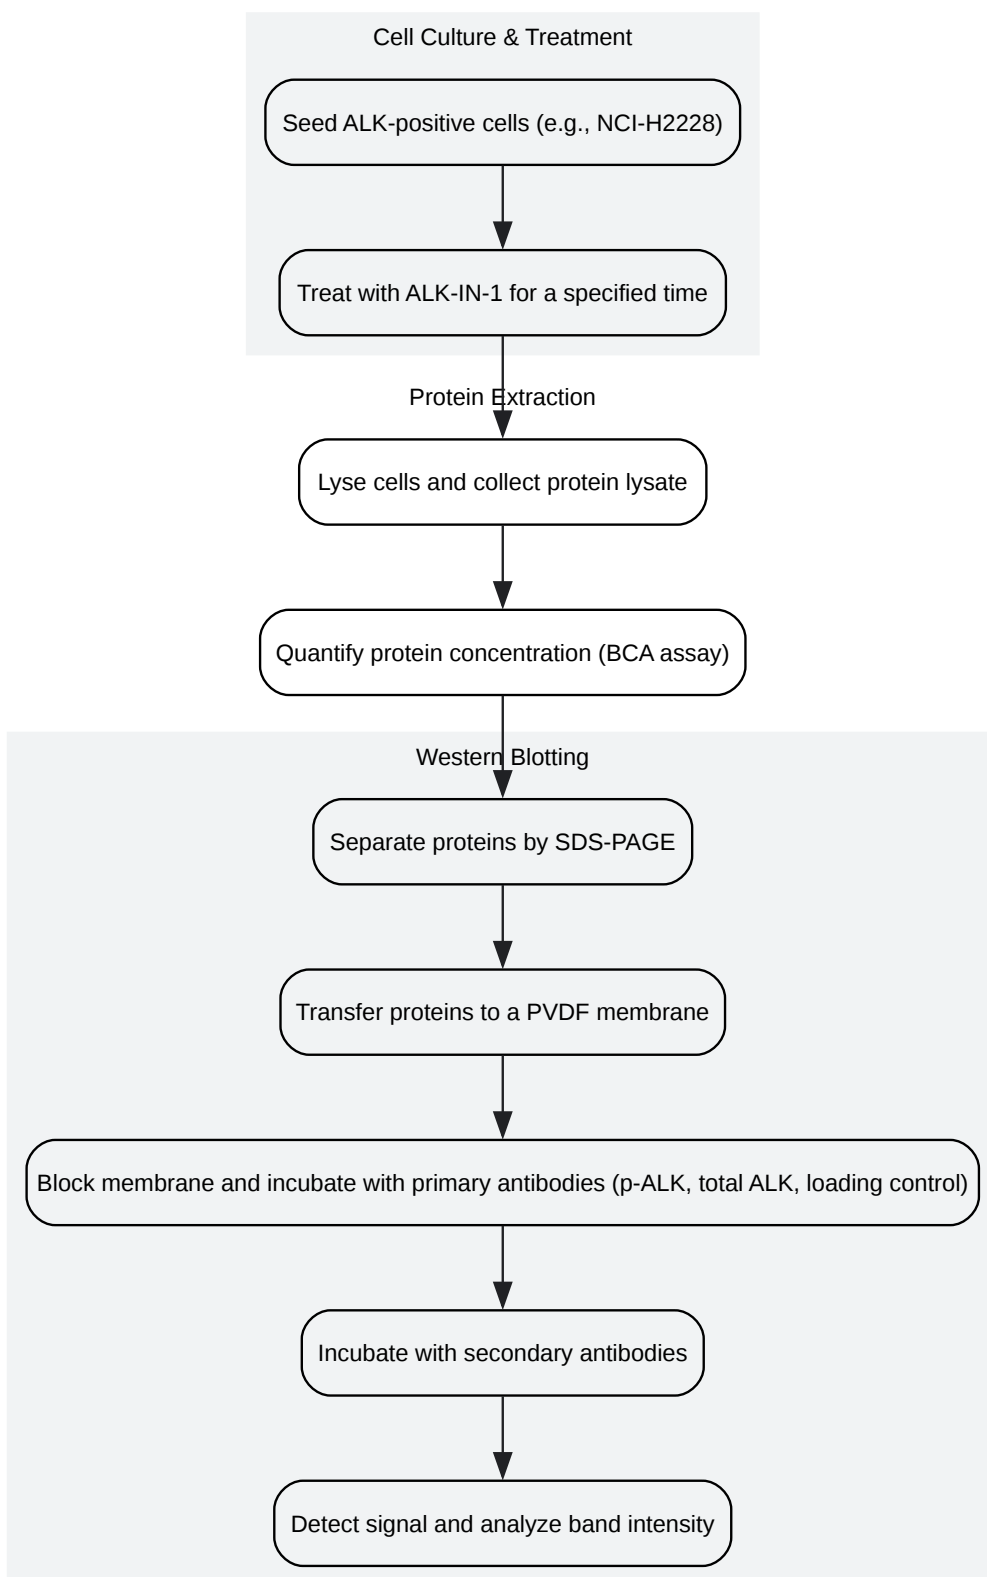 Cell Culture & Treatment
Seed ALK-positive cells (e.g., NCI-H2228)
Treat with ALK-IN-1 for a specified time
Protein Extraction
Lyse cells and collect protein lysate
Quantify protein concentration (BCA assay)
Western Blotting
Separate proteins by SDS-PAGE
Transfer proteins to a PVDF membrane
Block membrane and incubate with primary antibodies (p-ALK, total ALK, loading control)
Incubate with secondary antibodies
Detect signal and analyze band intensity